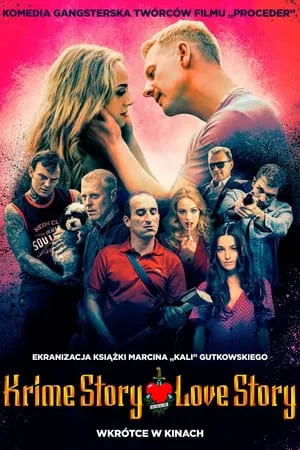 KOMEDIA GANGSTERSKA TWÓRCÓW FILMU „PROCEDER”
EKRANIZACJA KSIĄŻKI MARCINA „KALI” GUTKOWSKIEGO
Krime Story Love Story
WKRÓTCE W KINACH